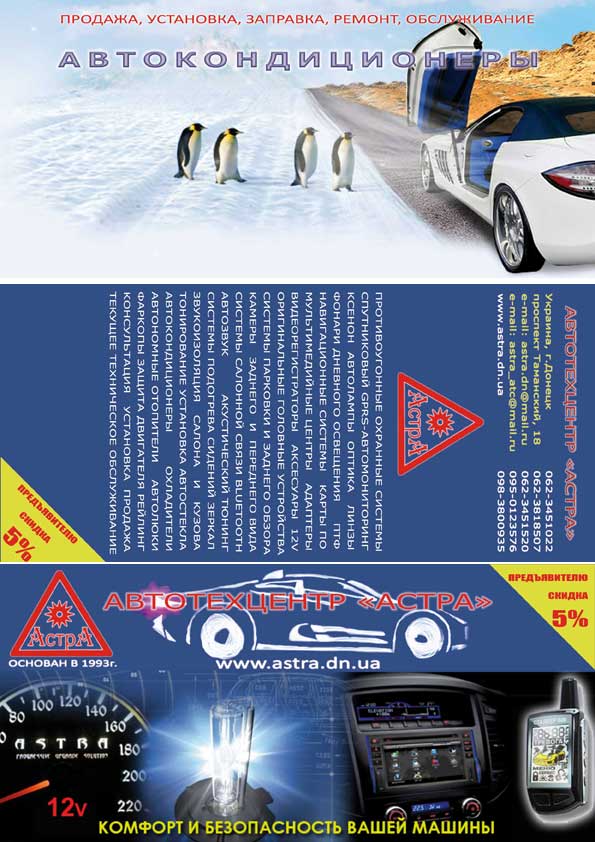 ПРОДАЖА, УСТАНОВКА, ЗАПРАВКА, РЕМОНТ, ОБСЛУЖИВАНИЕ
АВТОКОНДИЦИОНЕРЫ
АВТОТЕХЦЕНТР «АСТРА»
Украина, г.Донецк
проспект Таманский, 18
e-mail: astra.dn@mail.ru
e-mail: astra_atc@mail.ru
www.astra.dn.ua
062-3451022
062-3818507
062-3451520
095-0123576
098-3800935
АстрА
ПРОТИВОУГОННЫЕ ОХРАННЫЕ СИСТЕМЫ
СПУТНИКОВЫЙ GPRS-АВТОМОНИТОРИНГ
КСЕНОН АВТОЛАМПЫ ОПТИКА ЛИНЗЫ
ФОНАРИ ДНЕВНОГО ОСВЕЩЕНИЯ ПТФ
НАВИГАЦИОННЫЕ СИСТЕМЫ КАРТЫ ПО
МУЛЬТИМЕДИЙНЫЕ ЦЕНТРЫ АДАПТЕРЫ
ВИДЕОРЕГИСТРАТОРЫ АКСЕСУАРЫ 12V
ОРИГИНАЛЬНЫЕ ГОЛОВНЫЕ УСТРОЙСТВА
СИСТЕМЫ ПАРКОВКИ И ЗАДНЕГО ОБЗОРА
КАМЕРЫ ЗАДНЕГО И ПЕРЕДНЕГО ВИДА
СИСТЕМЫ САЛОННОЙ СВЯЗИ BLUETOOTH
АВТОЗВУК АКУСТИЧЕСКИЙ ТЮНИНГ
СИСТЕМЫ ПОДОГРЕВА СИДЕНИЙ ЗЕРКАЛ
ЗВУКОИЗОЛЯЦИЯ САЛОНА И КУЗОВА
ТОНИРОВАНИЕ УСТАНОВКА АВТОСТЕКЛА
АВТОКОНДИЦИОНЕРЫ ОХЛАДИТЕЛИ
АВТОНОМНЫЕ ОТОПИТЕЛИ АВТОЛЮКИ
ФАРКОПЫ ЗАЩИТА ДВИГАТЕЛЯ РЕЙЛИНГ
КОНСУЛЬТАЦИЯ УСТАНОВКА ПРОДАЖА
ТЕКУЩЕЕ ТЕХНИЧЕСКОЕ ОБСЛУЖИВАНИЕ
ПРЕДЪЯВИТЕЛЮ
СКИДКА
5%
АстрА
ОСНОВАН В 1993г.
АВТОТЕХЦЕНТР «АСТРА»
www.astra.dn.ua
ПРЕДЪЯВИТЕЛЮ
СКИДКА
5%
80 100 120 140 160 180 200 220
ASTRA
12v
КОМФОРТ И БЕЗОПАСНОСТЬ ВАШЕЙ МАШИНЫ